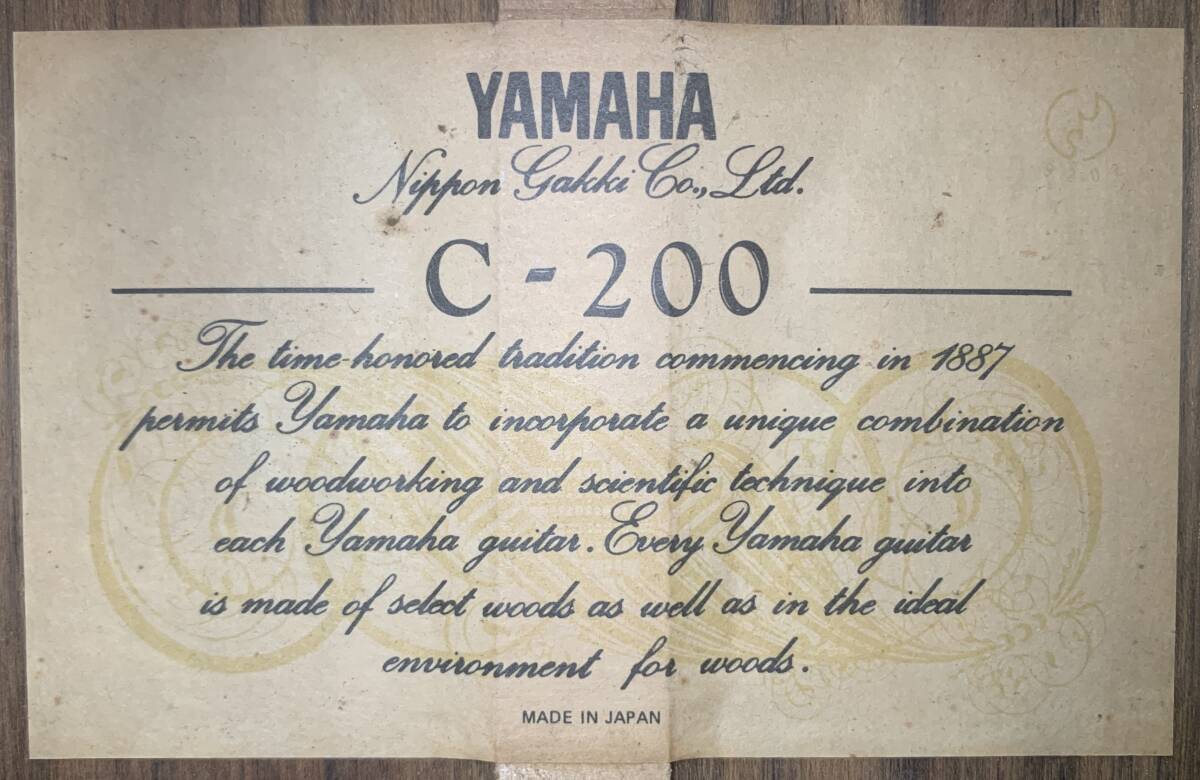 YAMAHA
Nippon Gakki Co., Ltd.
C - 200
The time-honored tradition commencing in 1887
permits Yamaha to incorporate a unique combination
of woodworking and scientific technique into
each Yamaha guitar. Every Yamaha guitar
is made of select woods as well as in the ideal
environment for woods.
MADE IN JAPAN